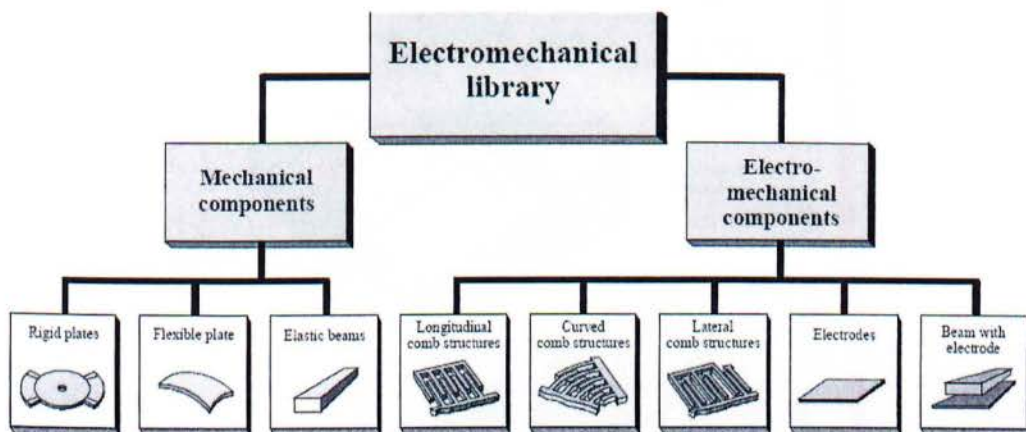 Electromechanical
library
Mechanical
components
Electro-
mechanical
components
Rigid plates
Flexible plate
Elastic beams
Longitudinal
comb structures
Curved
comb structures
Lateral
comb structures
Electrodes
Beam with
electrode